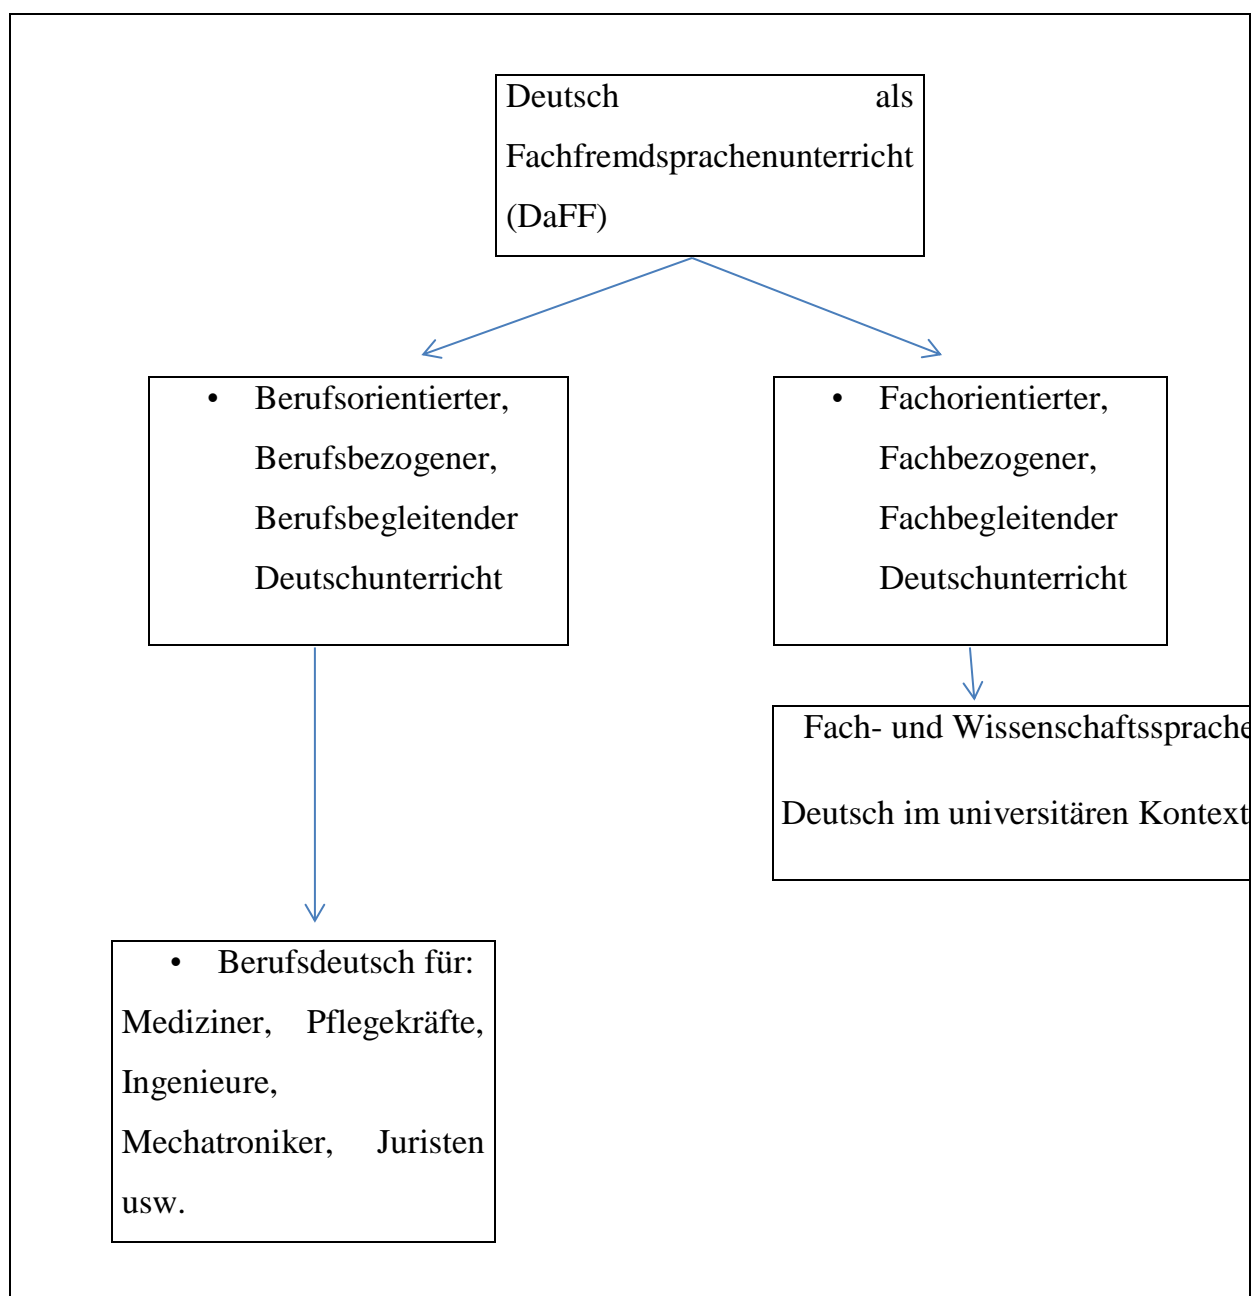 Deutsch als
Fachfremdsprachenunterricht
(DaFF)
• Berufsorientierter,
Berufsbezogener,
Berufsbegleitender
Deutschunterricht
• Fachorientierter,
Fachbezogener,
Fachbegleitender
Deutschunterricht
Fach- und Wissenschaftssprache
Deutsch im universitären Kontext
• Berufsdeutsch für:
Mediziner, Pflegekräfte,
Ingenieure,
Mechatroniker, Juristen
usw.